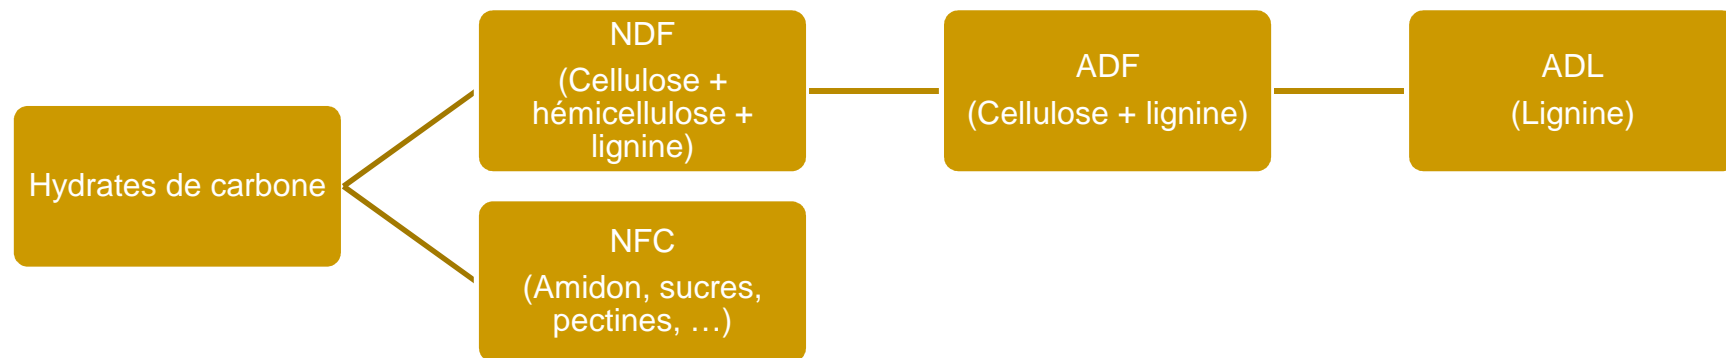 Hydrates de carbone
NDF
(Cellulose +
hémicellulose +
lignine)
NFC
(Amidon, sucres,
pectines, …)
ADF
(Cellulose + lignine)
ADL
(Lignine)